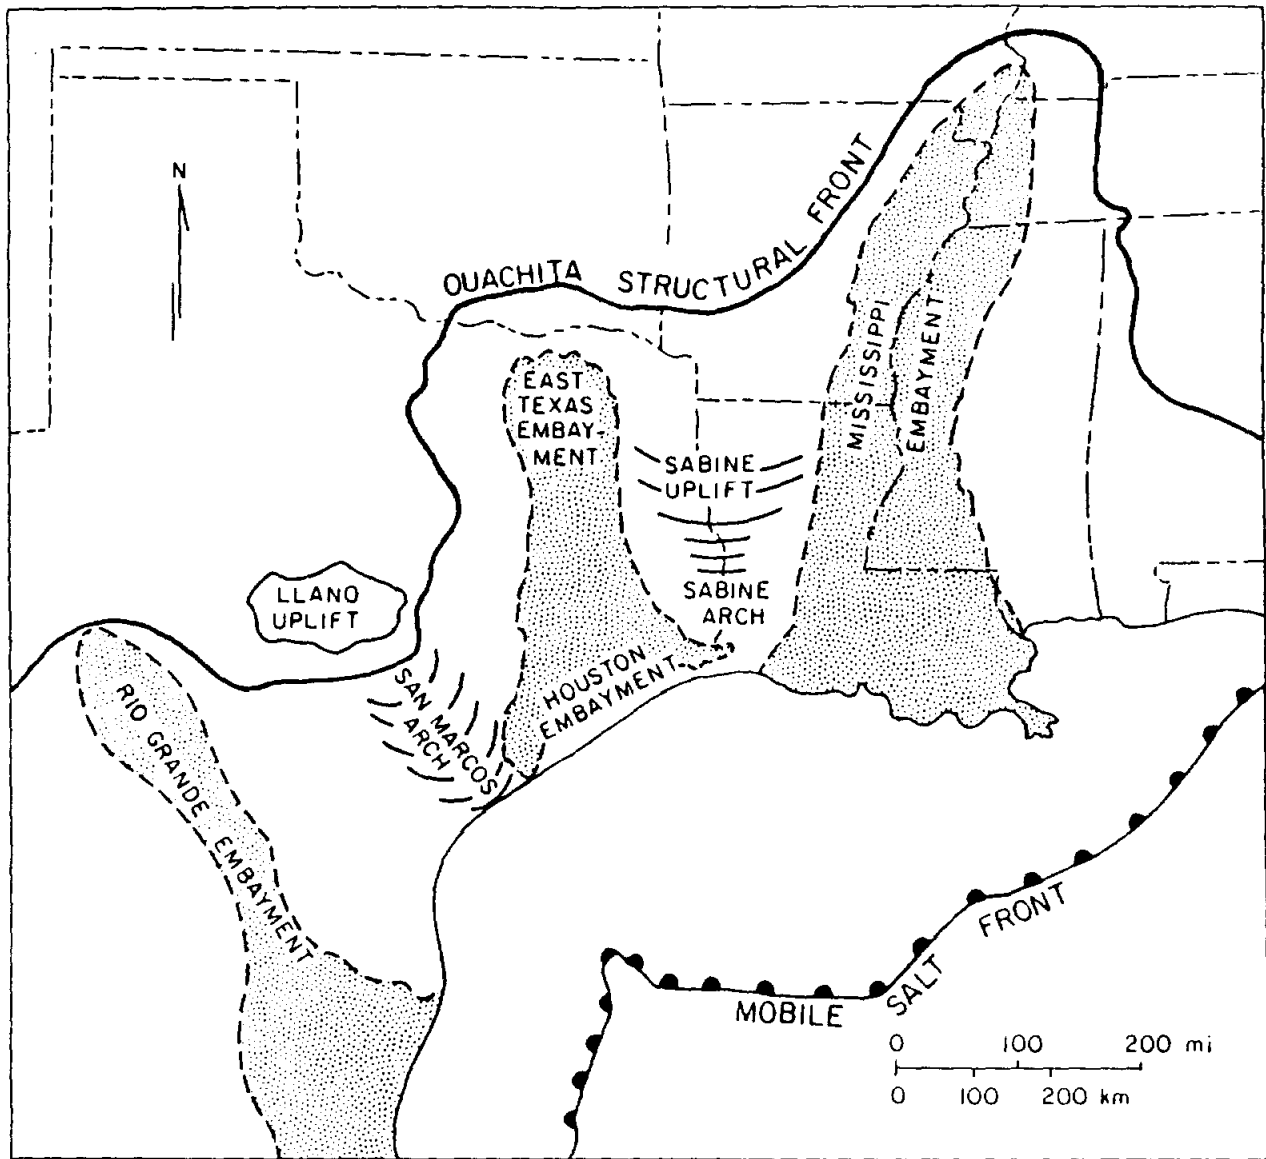 N
OUACHITA STRUCTURAL FRONT
MISSISSIPPI
EMBAYMENT
EAST
TEXAS
EMBAY-
MENT
SABINE
UPLIFT
SABINE
ARCH
LLANO
UPLIFT
HOUSTON
EMBAYMENT
SAN MARCOS
ARCH
RIO GRANDE EMBAYMENT
MOBILE SALT FRONT
0 100 200 mi
0 100 200 km